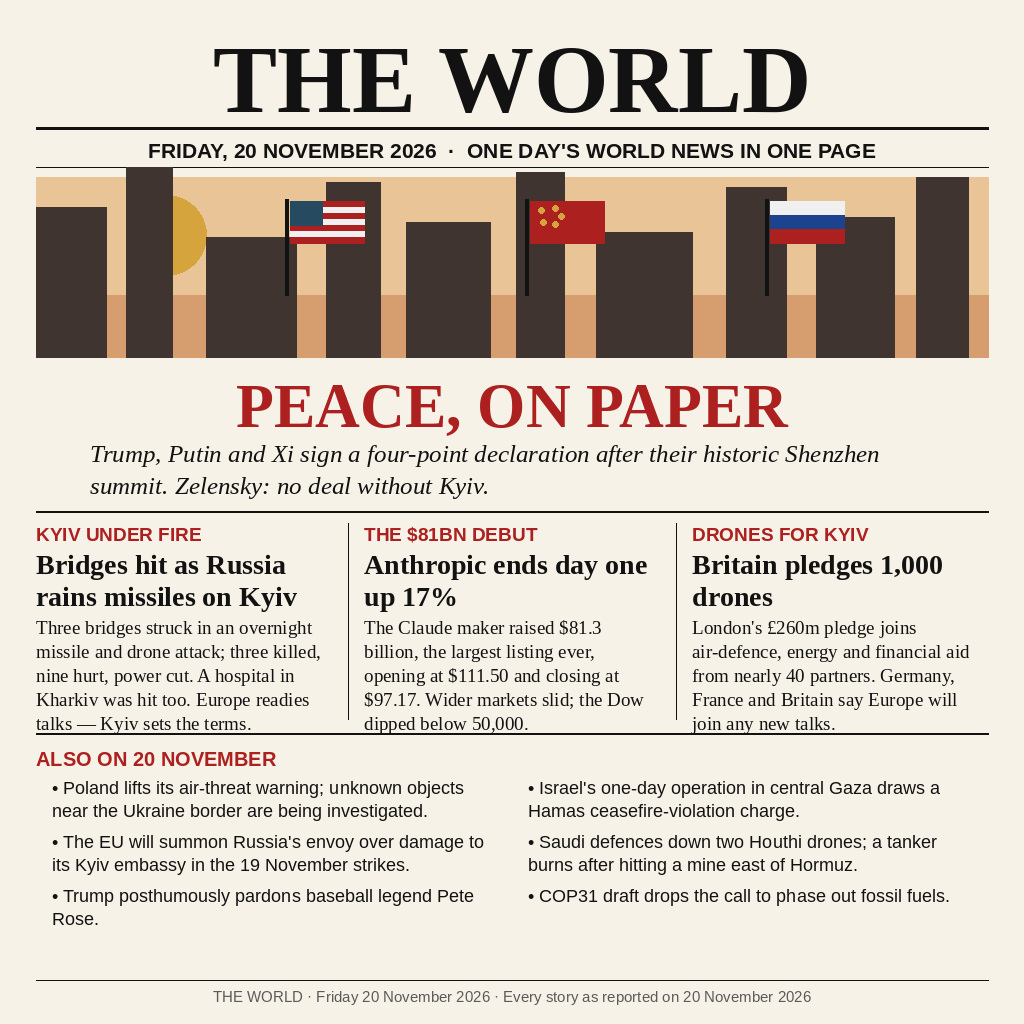 THE WORLD
FRIDAY, 20 NOVEMBER 2026 · ONE DAY'S WORLD NEWS IN ONE PAGE
PEACE, ON PAPER
Trump, Putin and Xi sign a four-point declaration after their historic Shenzhen
summit. Zelensky: no deal without Kyiv.
KYIV UNDER FIRE
Bridges hit as Russia
rains missiles on Kyiv
Three bridges struck in an overnight
missile and drone attack; three killed,
nine hurt, power cut. A hospital in
Kharkiv was hit too. Europe readies
talks — Kyiv sets the terms.
THE $81BN DEBUT
Anthropic ends day one
up 17%
The Claude maker raised $81.3
billion, the largest listing ever,
opening at $111.50 and closing at
$97.17. Wider markets slid; the Dow
dipped below 50,000.
DRONES FOR KYIV
Britain pledges 1,000
drones
London's £260m pledge joins
air-defence, energy and financial aid
from nearly 40 partners. Germany,
France and Britain say Europe will
join any new talks.
ALSO ON 20 NOVEMBER
• Poland lifts its air-threat warning; unknown objects
near the Ukraine border are being investigated.
• The EU will summon Russia's envoy over damage to
its Kyiv embassy in the 19 November strikes.
• Trump posthumously pardons baseball legend Pete
Rose.
• Israel's one-day operation in central Gaza draws a
Hamas ceasefire-violation charge.
• Saudi defences down two Houthi drones; a tanker
burns after hitting a mine east of Hormuz.
• COP31 draft drops the call to phase out fossil fuels.
THE WORLD · Friday 20 November 2026 · Every story as reported on 20 November 2026